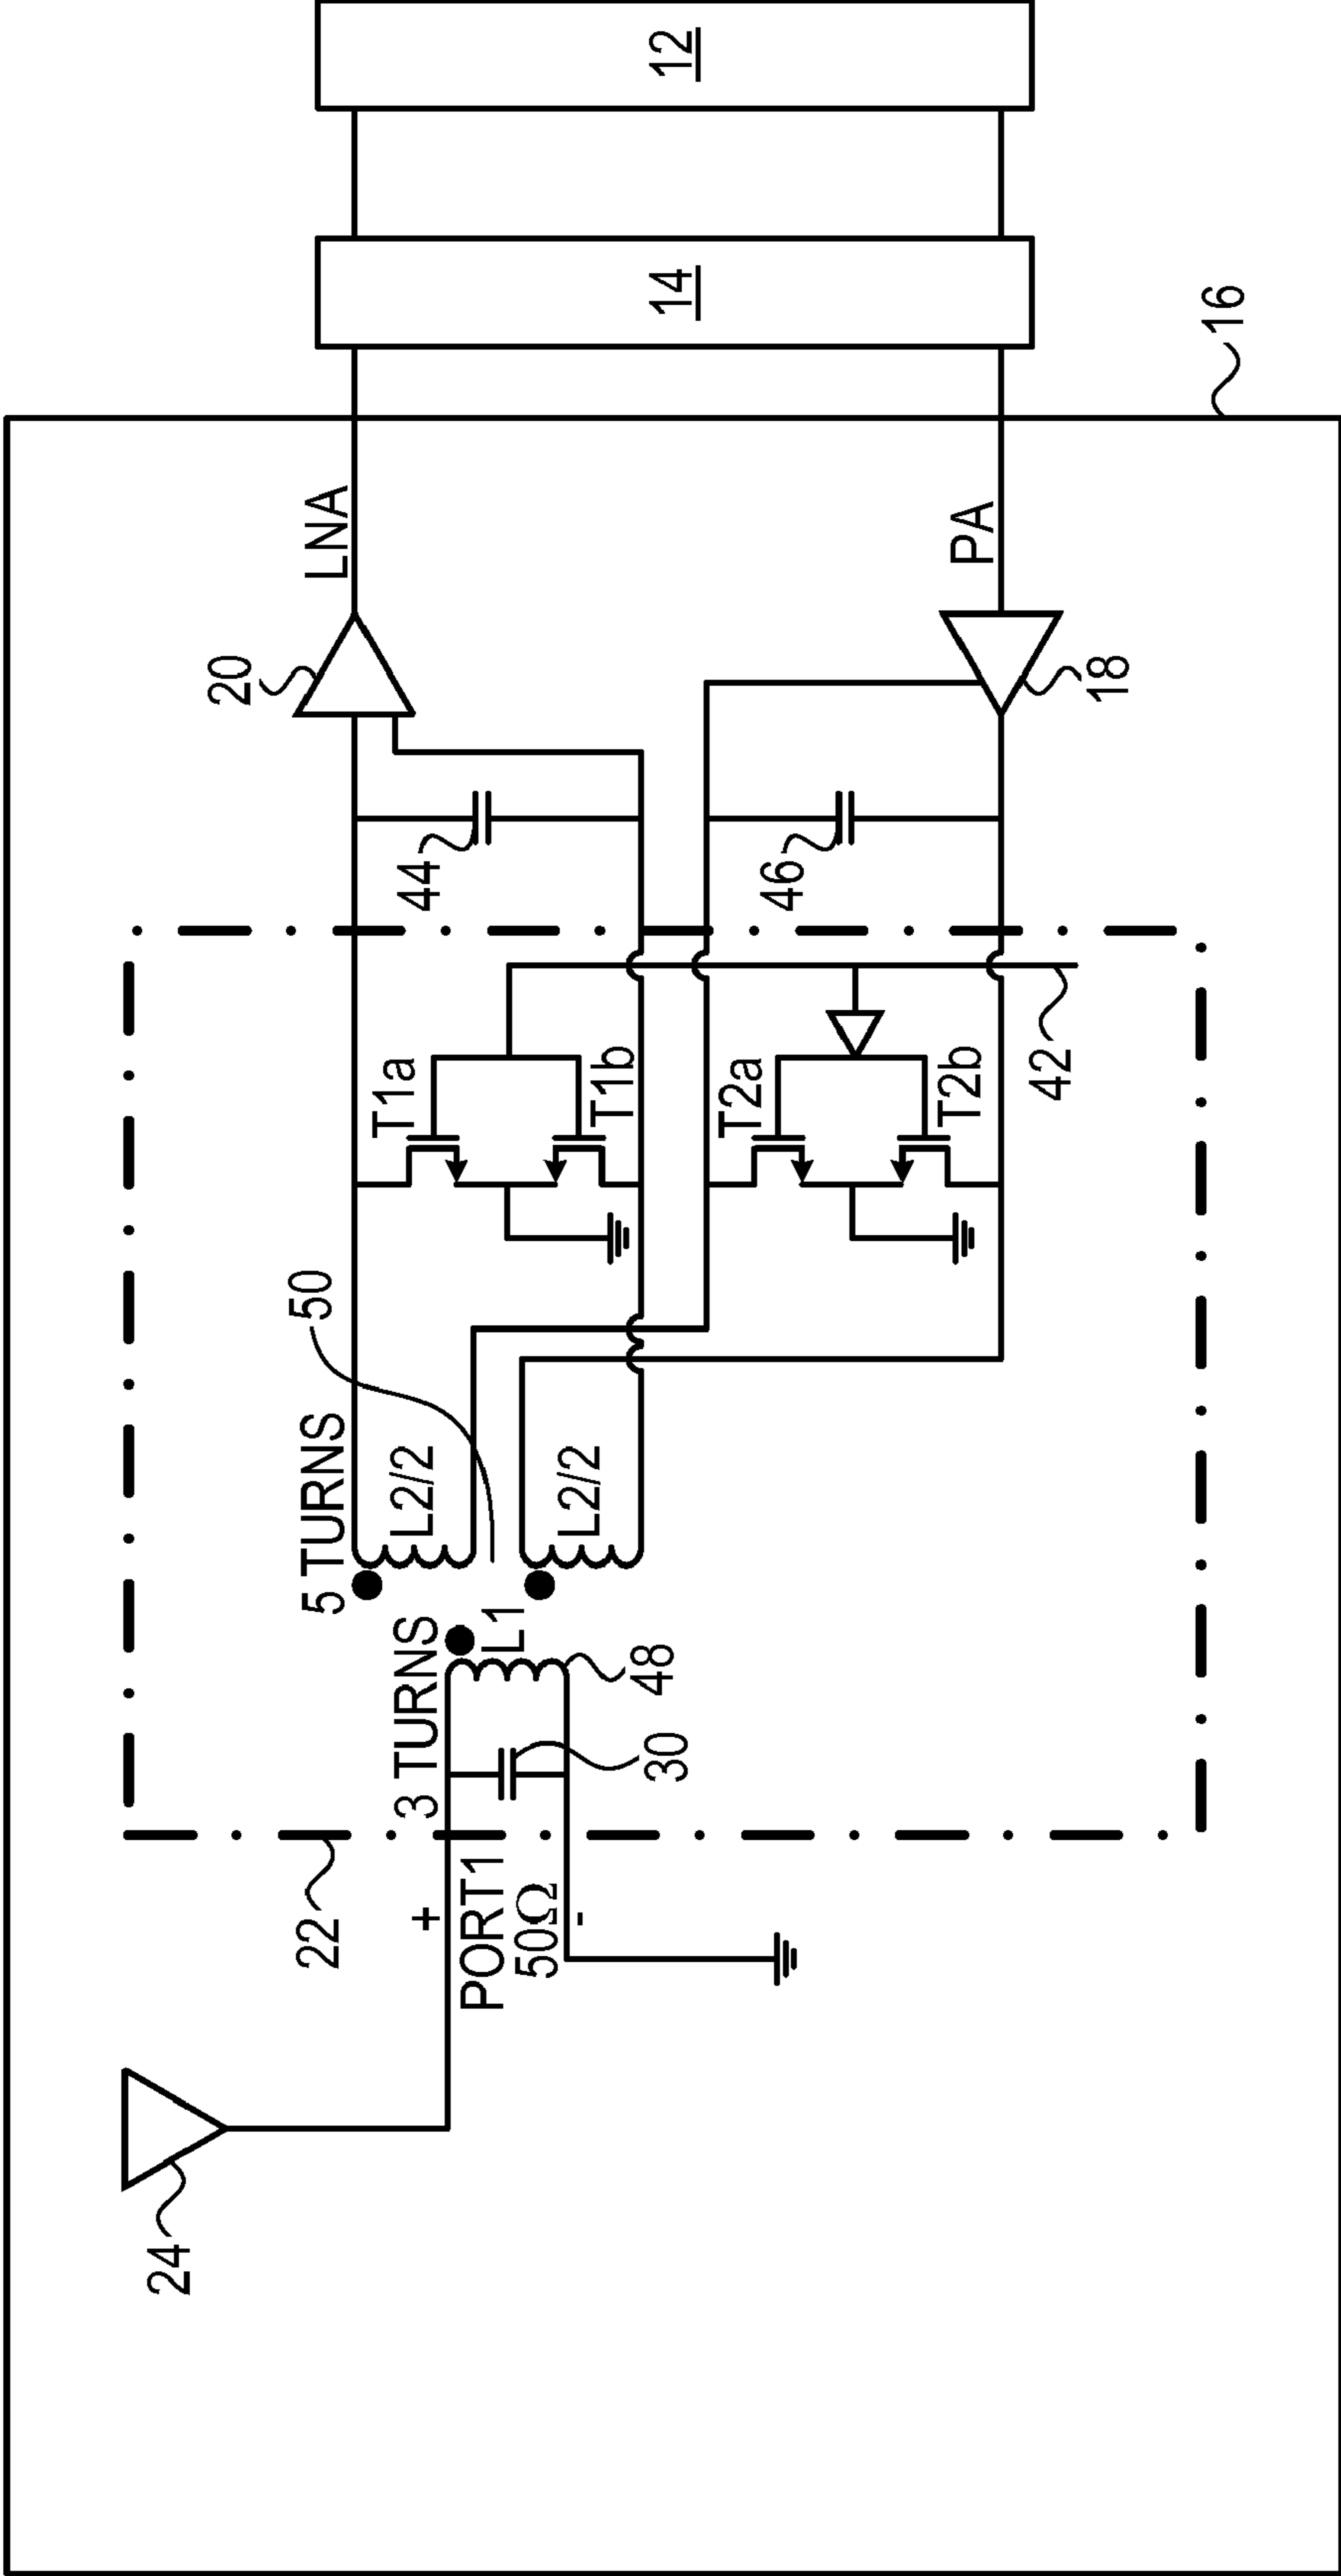 12
14
16
LNA
PA
20
18
44
46
T1a
T1b
T2a
T2b
42
50
5 TURNS
L2/2
L2/2
3 TURNS
L1
48
30
22
+
PORT1
50Ω
-
24